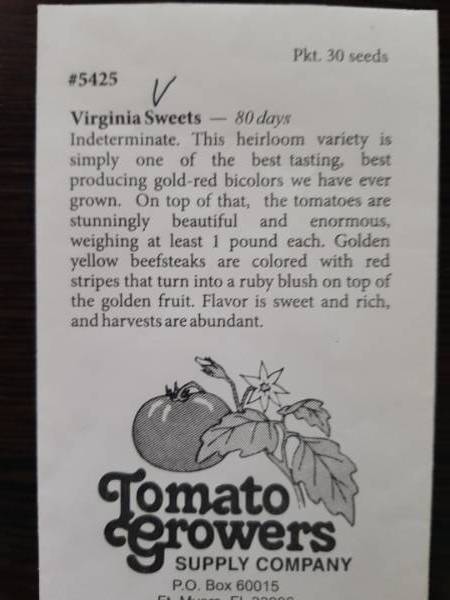 Pkt. 30 seeds
#5425
Virginia Sweets — 80 days
Indeterminate. This heirloom variety is
simply one of the best tasting, best
producing gold-red bicolors we have ever
grown. On top of that, the tomatoes are
stunningly beautiful and enormous,
weighing at least 1 pound each. Golden
yellow beefsteaks are colored with red
stripes that turn into a ruby blush on top of
the golden fruit. Flavor is sweet and rich,
and harvests are abundant.
Tomato
Growers
SUPPLY COMPANY
P.O. Box 60015
Ft. Myers, FL